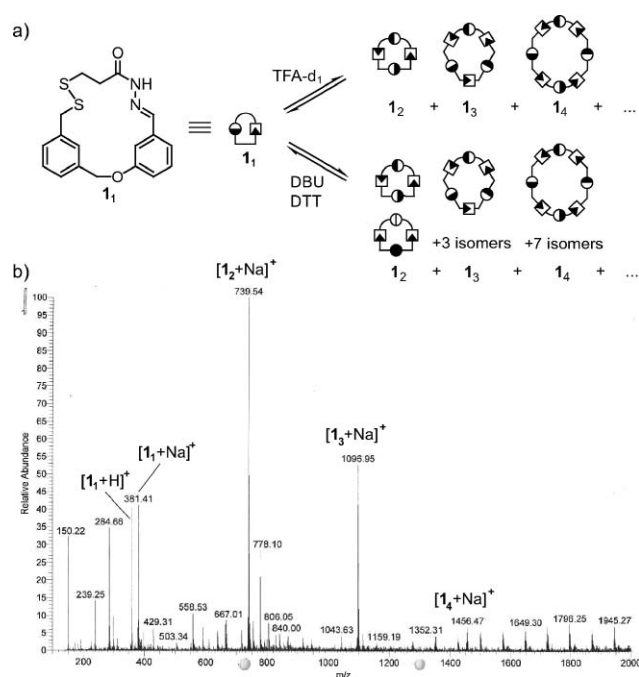 a)
O
S
S
NH
N
O
1₁
≡
1₁
TFA-d₁
DBU
DTT
1₂ + 1₃ + 1₄ + ...
+3 isomers +7 isomers
1₂ + 1₃ + 1₄ + ...
b)
[1₂+Na]⁺
739.54
[1₃+Na]⁺
1096.95
[1₁+Na]⁺
[1₁+H]⁺
381.41
[1₄+Na]⁺
150.22
284.66
239.25
429.31
503.34
558.53
667.01
778.10
806.05
840.00
1043.63
1159.19
1352.31
1456.47
1649.30
1796.25
1945.27
Relative Abundance
100
95
90
85
80
75
70
65
60
55
50
45
40
35
30
25
20
15
10
5
0
200 400 600 800 1000 1200 1400 1600 1800 2000
m/z